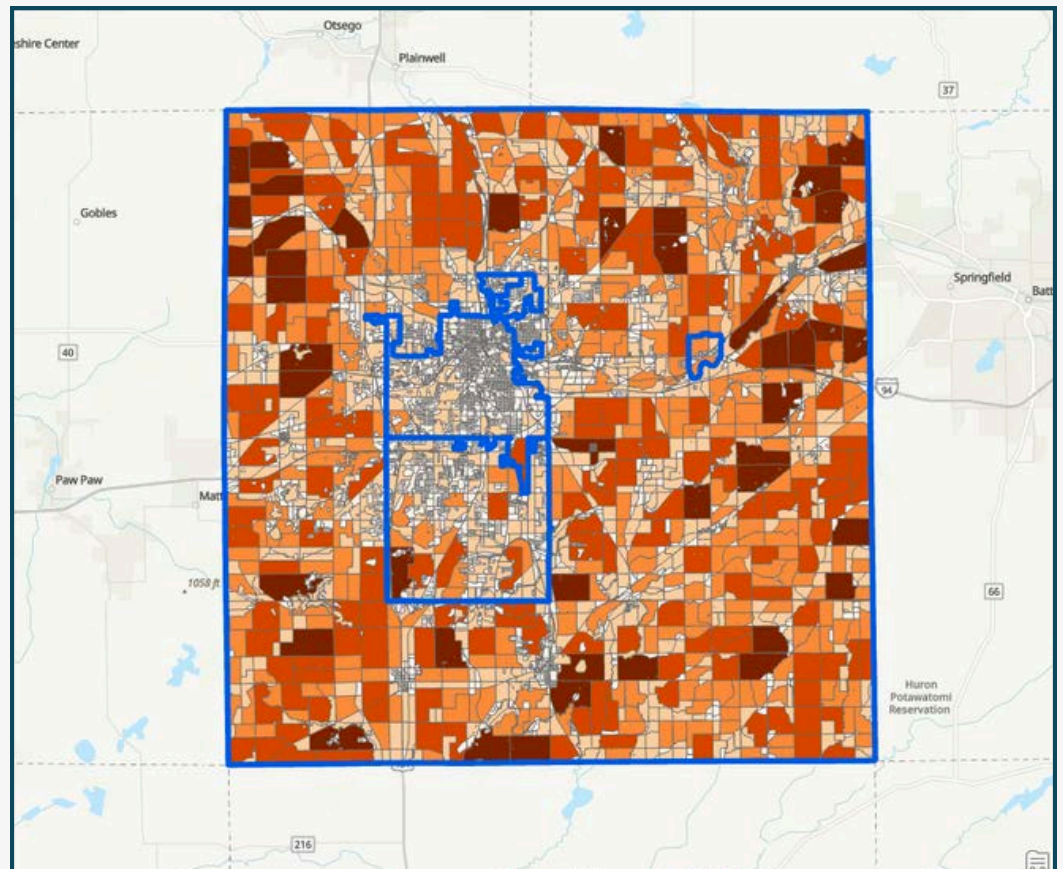 Otsego
shire Center
Plainwell
37
Gobles
Springfield
Batt
40
94
Paw Paw
Matt
1058 ft
66
Huron
Potawatomi
Reservation
216